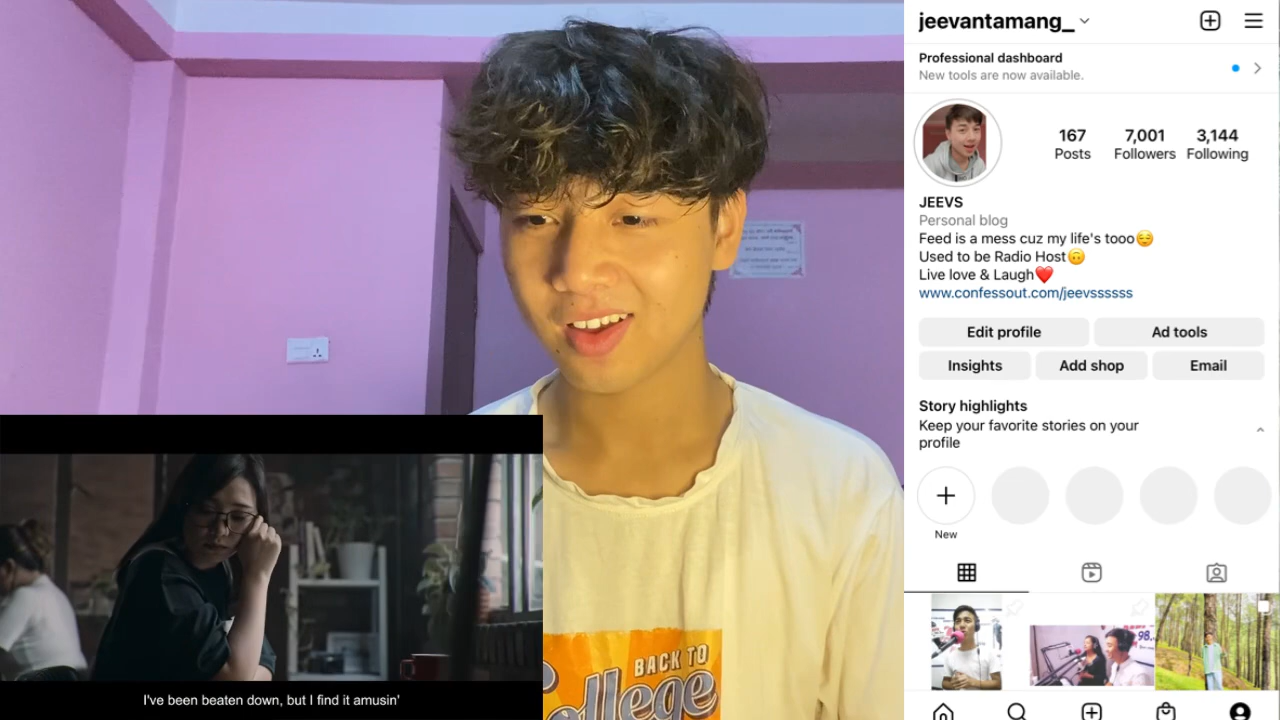 BACK TO
College
I've been beaten down, but I find it amusin'
jeevantamang_
Professional dashboard
New tools are now available.
167
7,001
3,144
Posts
Followers
Following
JEEVS
Personal blog
Feed is a mess cuz my life's tooo😌
Used to be Radio Host🙃
Live love & Laugh❤️
www.confessout.com/jeevssssss
Edit profile
Ad tools
Insights
Add shop
Email
Story highlights
Keep your favorite stories on your
profile
New
98.